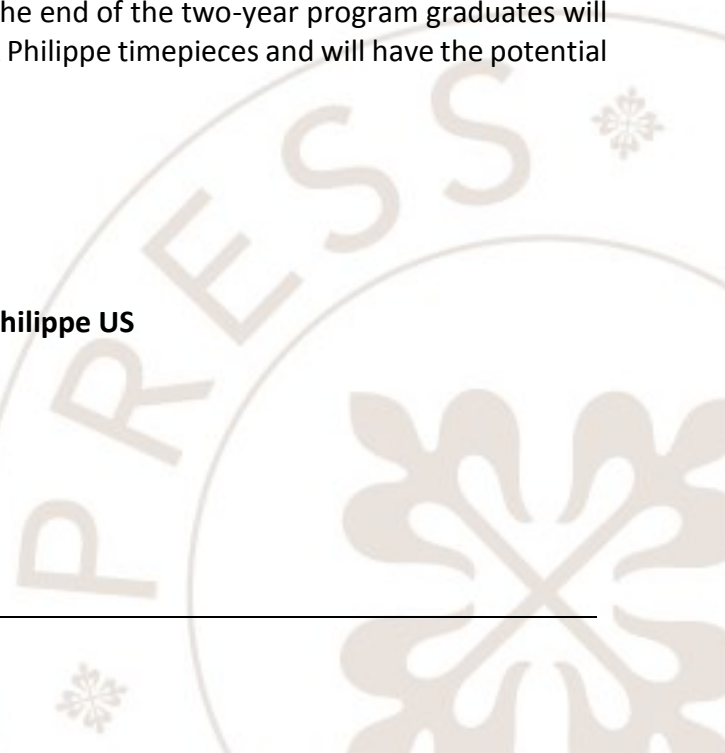 he end of the two-year program graduates will
Philippe timepieces and will have the potential
PRESS
hilippe US